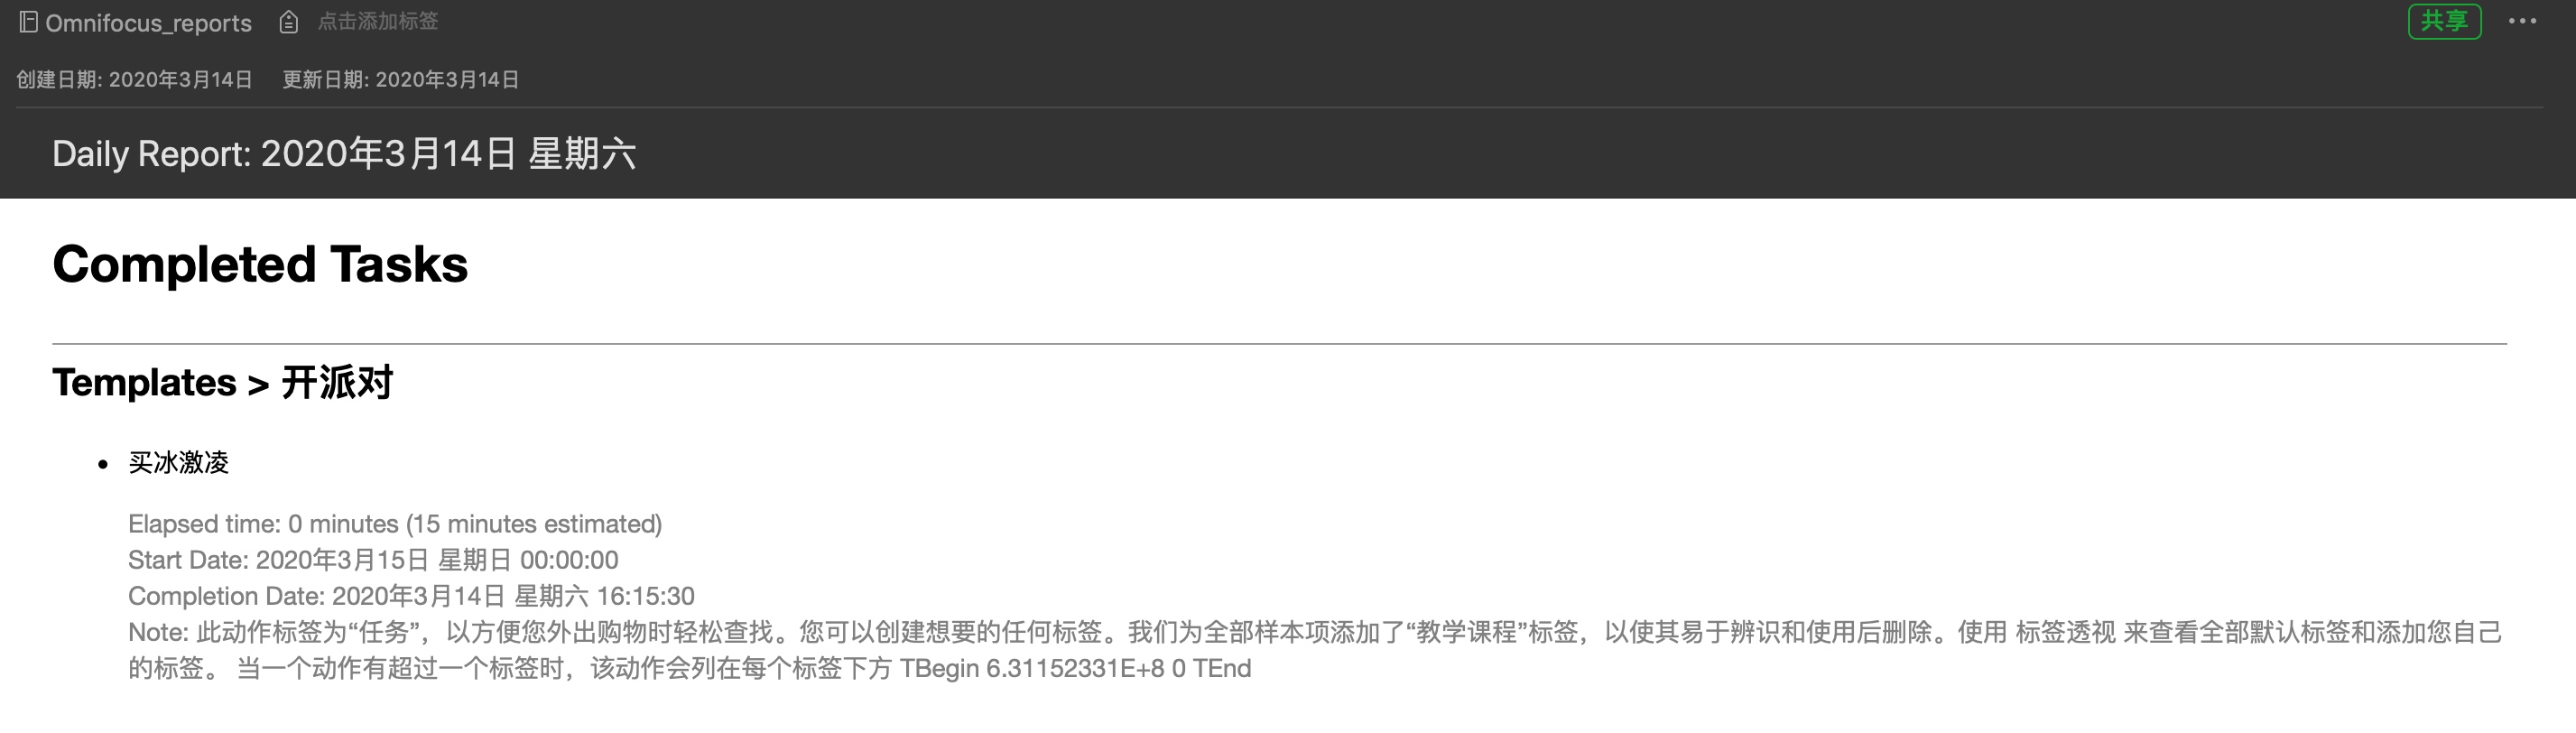 Omnifocus_reports 点击添加标签 共享
创建日期: 2020年3月14日 更新日期: 2020年3月14日
Daily Report: 2020年3月14日 星期六
Completed Tasks
Templates > 开派对
• 买冰激凌
Elapsed time: 0 minutes (15 minutes estimated)
Start Date: 2020年3月15日 星期日 00:00:00
Completion Date: 2020年3月14日 星期六 16:15:30
Note: 此动作标签为“任务”，以方便您外出购物时轻松查找。您可以创建想要的任何标签。我们为全部样本项添加了“教学课程”标签，以使其易于辨识和使用后删除。使用 标签透视 来查看全部默认标签和添加您自己
的标签。 当一个动作有超过一个标签时，该动作会列在每个标签下方 TBegin 6.31152331E+8 0 TEnd